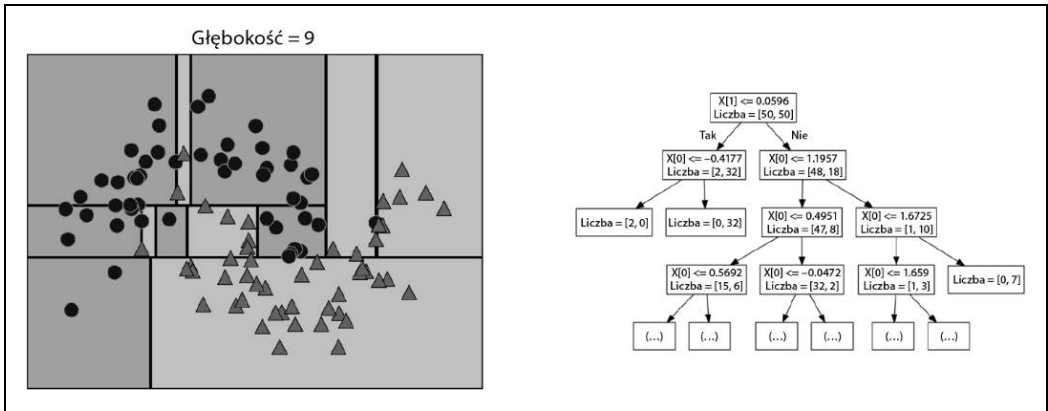 Głębokość = 9
X[1] <= 0.0596
Liczba = [50, 50]
Tak
Nie
X[0] <= −0.4177
Liczba = [2, 32]
X[0] <= 1.1957
Liczba = [48, 18]
Liczba = [2, 0]
Liczba = [0, 32]
X[0] <= 0.4951
Liczba = [47, 8]
X[0] <= 1.6725
Liczba = [1, 10]
X[0] <= 0.5692
Liczba = [15, 6]
X[0] <= −0.0472
Liczba = [32, 2]
X[0] <= 1.659
Liczba = [1, 3]
Liczba = [0, 7]
(...)
(...)
(...)
(...)
(...)
(...)